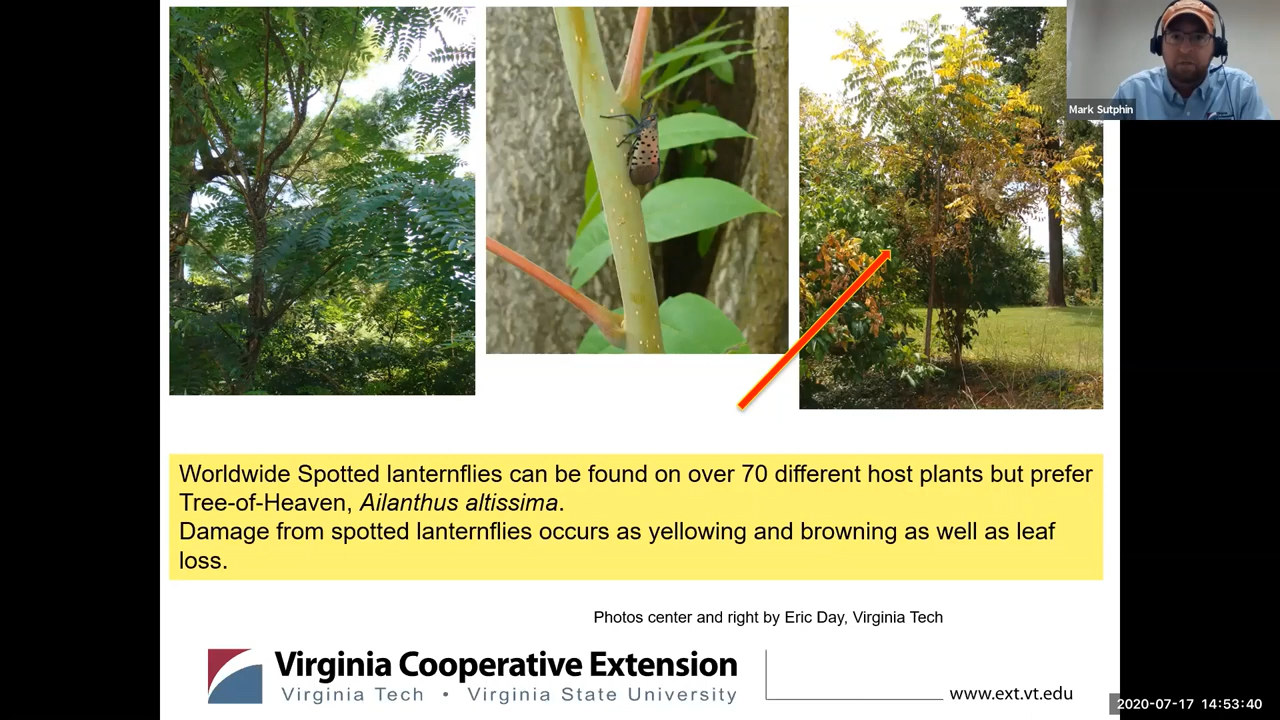 Mark Sutphin
Worldwide Spotted lanternflies can be found on over 70 different host plants but prefer
Tree-of-Heaven, Ailanthus altissima.
Damage from spotted lanternflies occurs as yellowing and browning as well as leaf
loss.
Photos center and right by Eric Day, Virginia Tech
Virginia Cooperative Extension
Virginia Tech • Virginia State University
www.ext.vt.edu
2020-07-17 14:53:40